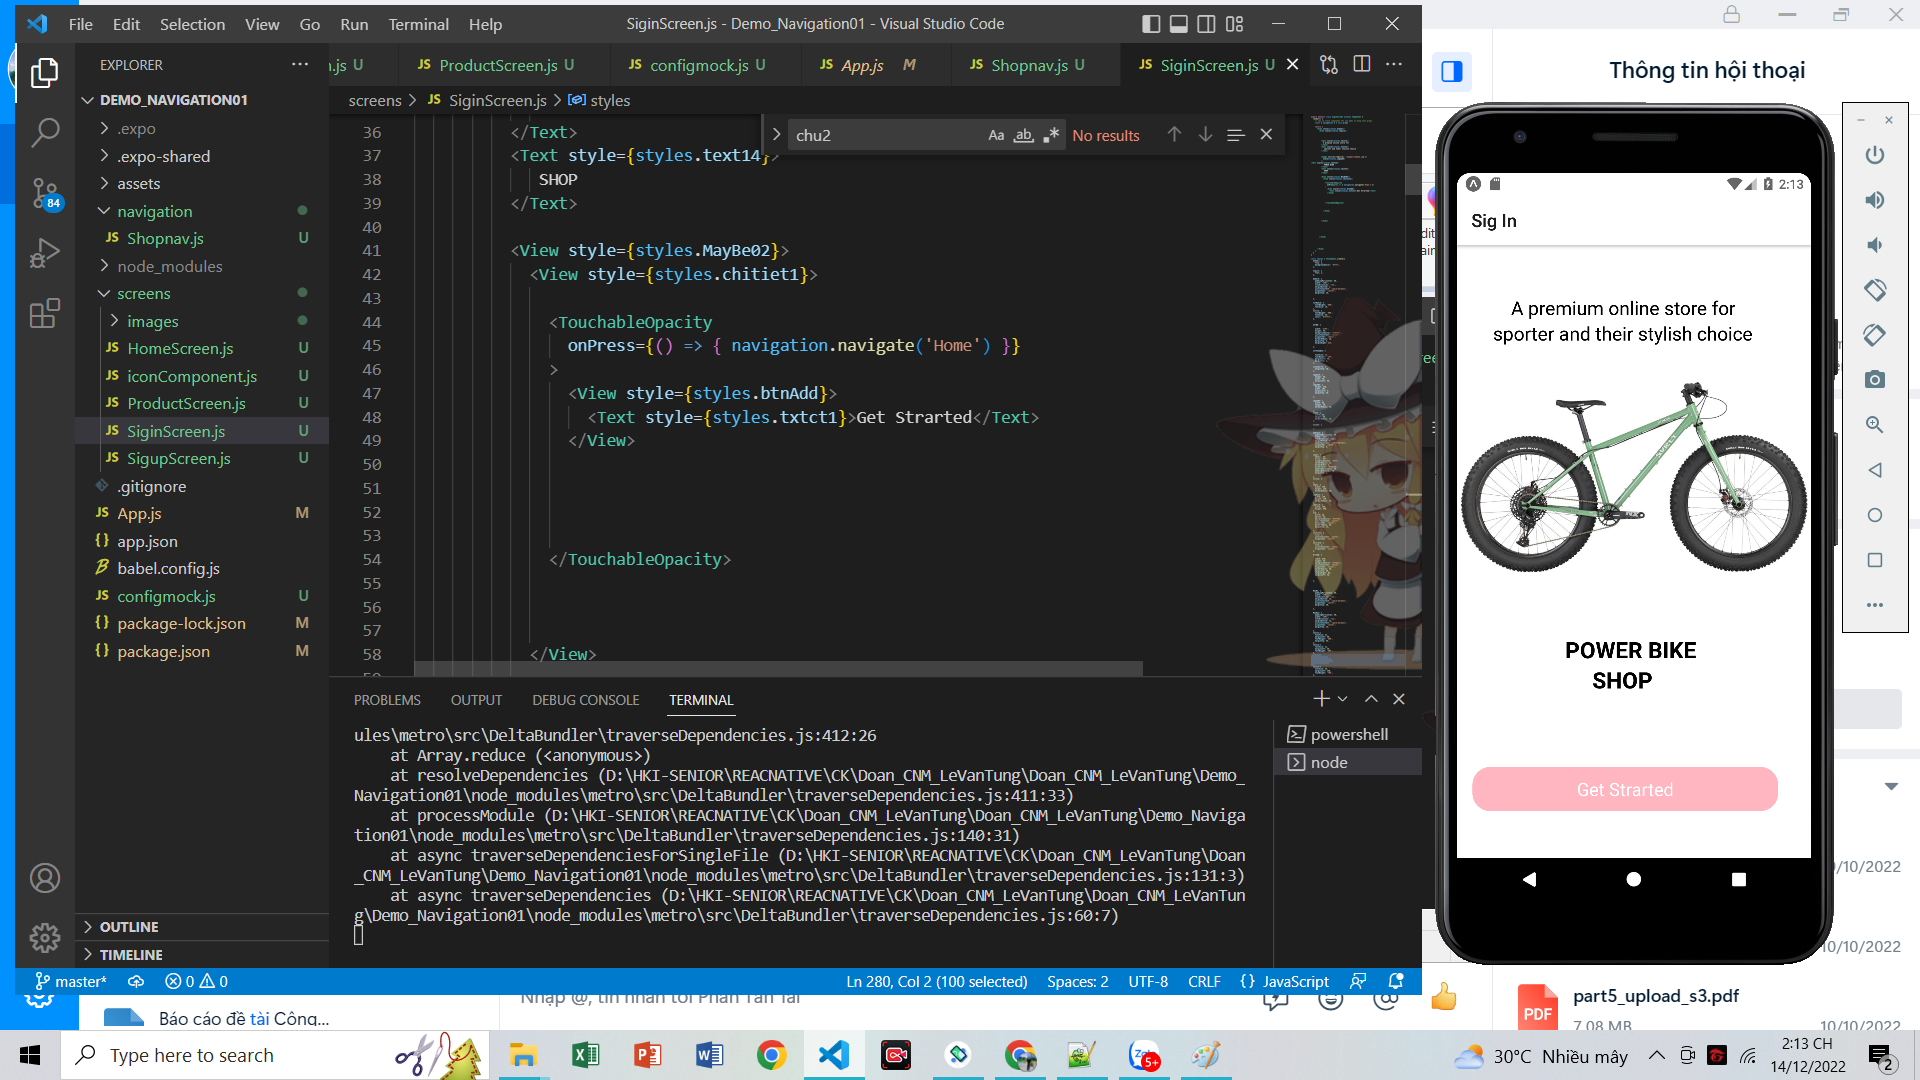 File Edit Selection View Go Run Terminal Help
SiginScreen.js - Demo_Navigation01 - Visual Studio Code
EXPLORER
DEMO_NAVIGATION01
.expo
.expo-shared
assets
navigation
JS Shopnav.js U
node_modules
screens
images
JS HomeScreen.js U
JS iconComponent.js U
JS ProductScreen.js U
JS SiginScreen.js U
JS SigupScreen.js U
.gitignore
JS App.js M
{} app.json
babel.config.js
JS configmock.js U
{} package-lock.json M
{} package.json M
OUTLINE
TIMELINE
84
.js U
JS ProductScreen.js U
JS configmock.js U
JS App.js M
JS Shopnav.js U
JS SiginScreen.js U
screens > JS SiginScreen.js > styles
chu2
Aa ab .*
No results
36 </Text>
37 <Text style={styles.text14}>
38 SHOP
39 </Text>
40
41 <View style={styles.MayBe02}>
42 <View style={styles.chitiet1}>
43
44 <TouchableOpacity
45 onPress={() => { navigation.navigate('Home') }}
46 >
47 <View style={styles.btnAdd}>
48 <Text style={styles.txtct1}>Get Strarted</Text>
49 </View>
50
51
52
53
54 </TouchableOpacity>
55
56
57
58 </View>
PROBLEMS OUTPUT DEBUG CONSOLE TERMINAL
ules\metro\src\DeltaBundler\traverseDependencies.js:412:26
at Array.reduce (<anonymous>)
at resolveDependencies (D:\HKI-SENIOR\REACNATIVE\CK\Doan_CNM_LeVanTung\Doan_CNM_LeVanTung\Demo_
Navigation01\node_modules\metro\src\DeltaBundler\traverseDependencies.js:411:33)
at processModule (D:\HKI-SENIOR\REACNATIVE\CK\Doan_CNM_LeVanTung\Doan_CNM_LeVanTung\Demo_Naviga
tion01\node_modules\metro\src\DeltaBundler\traverseDependencies.js:140:31)
at async traverseDependenciesForSingleFile (D:\HKI-SENIOR\REACNATIVE\CK\Doan_CNM_LeVanTung\Doan
_CNM_LeVanTung\Demo_Navigation01\node_modules\metro\src\DeltaBundler\traverseDependencies.js:131:3)
at async traverseDependencies (D:\HKI-SENIOR\REACNATIVE\CK\Doan_CNM_LeVanTung\Doan_CNM_LeVanTun
g\Demo_Navigation01\node_modules\metro\src\DeltaBundler\traverseDependencies.js:60:7)
powershell
node
master* 0 0
Ln 280, Col 2 (100 selected) Spaces: 2 UTF-8 CRLF {} JavaScript
Thông tin hội thoại
2:13
Sig In
A premium online store for
sporter and their stylish choice
POWER BIKE
SHOP
Get Strarted
/10/2022
10/10/2022
part5_upload_s3.pdf
PDF
7.08 MB
10/10/2022
Nhập @, tin nhắn tới Phan Tấn Tài
Báo cáo đề tài Công...
Type here to search
5+
30°C Nhiều mây
2:13 CH
14/12/2022
2